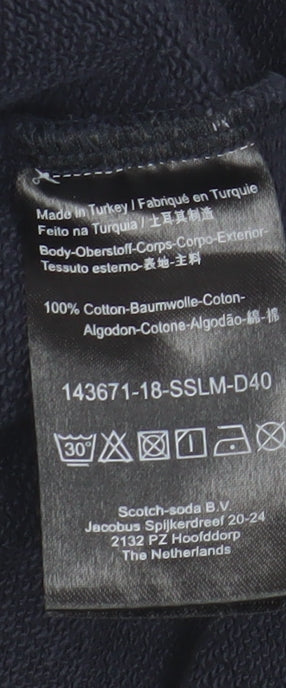 Made in Turkey / Fabriqué en Turquie
Feito na Turquia / 土耳其制造
Body-Oberstoff-Corps-Corpo-Exterior-
Tessuto esterno-表地-主料
100% Cotton-Baumwolle-Coton-
Algodon-Cotone-Algodão-綿-棉
143671-18-SSLM-D40
30°
Scotch-soda B.V.
Jacobus Spijkerdreef 20-24
2132 PZ Hoofddorp
The Netherlands